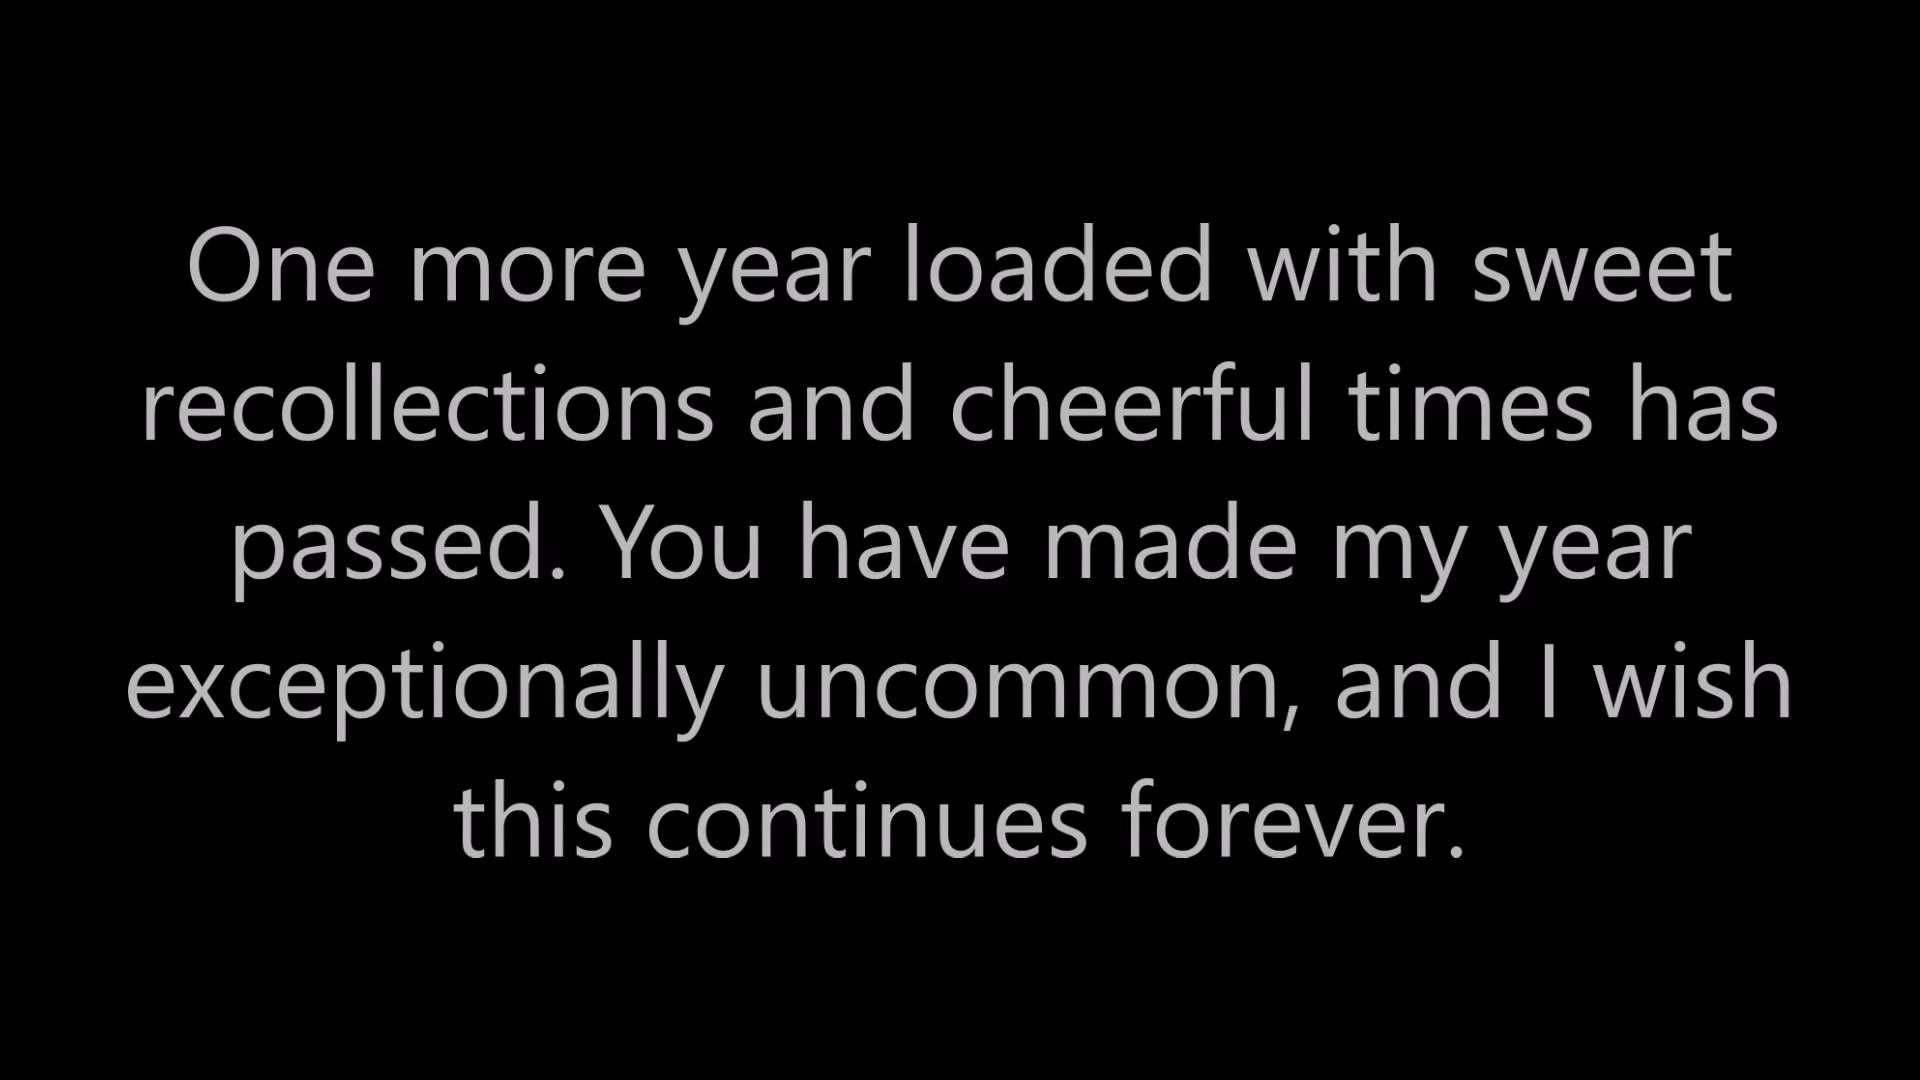 One more year loaded with sweet
recollections and cheerful times has
passed. You have made my year
exceptionally uncommon, and I wish
this continues forever.